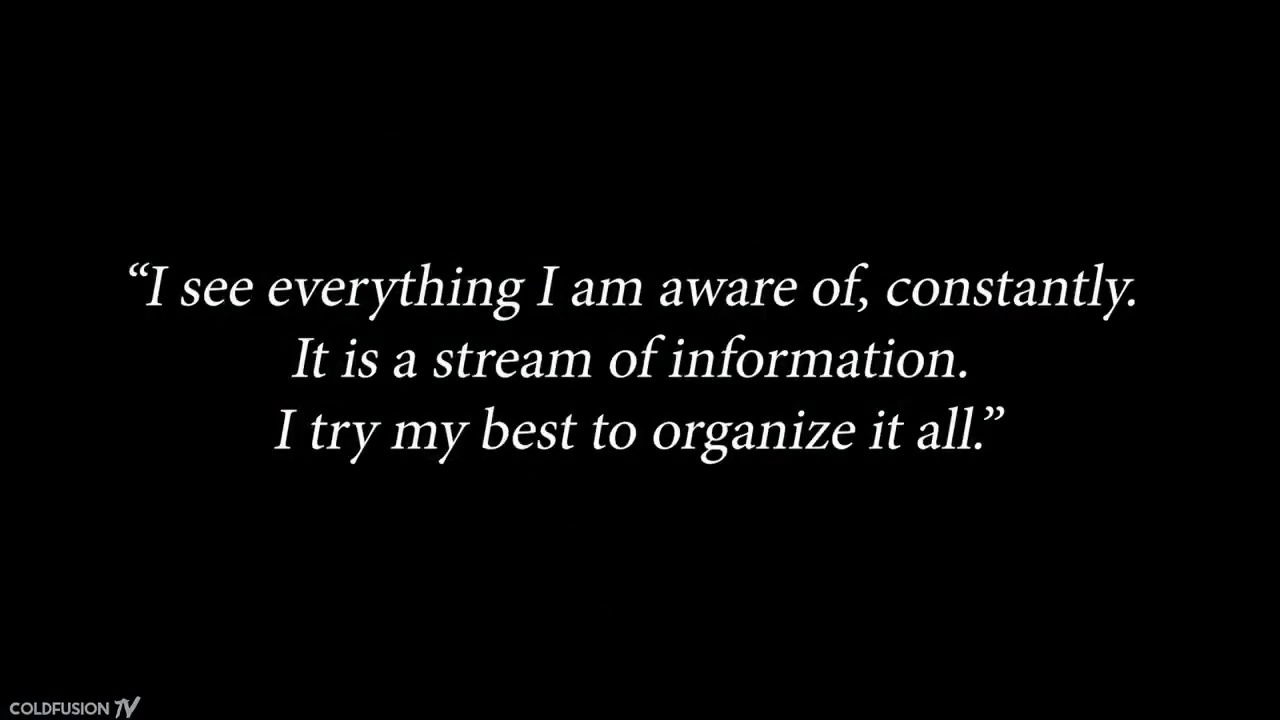 “I see everything I am aware of, constantly.
It is a stream of information.
I try my best to organize it all.”
COLDFUSION TV